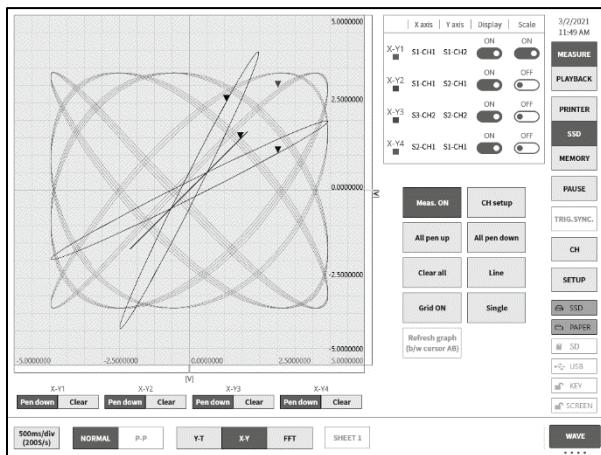 5.0000000
2.5000000
0.0000000
-2.5000000
-5.0000000
[V]
-5.0000000 -2.5000000 0.0000000 2.5000000 5.0000000
[V]
X-Y1 X-Y2 X-Y3 X-Y4
Pen down Clear Pen down Clear Pen down Clear Pen down Clear
500ms/div
(200S/s)
NORMAL P-P Y-T X-Y FFT SHEET 1
X axis Y axis Display Scale
ON ON
X-Y1 S1-CH1 S1-CH2
ON OFF
X-Y2 S1-CH1 S2-CH1
ON OFF
X-Y3 S3-CH2 S2-CH1
ON OFF
X-Y4 S2-CH1 S1-CH1
Meas. ON CH setup
All pen up All pen down
Clear all Line
Grid ON Single
Refresh graph
(b/w cursor AB)
3/2/2021
11:49 AM
MEASURE
PLAYBACK
PRINTER
SSD
MEMORY
PAUSE
TRIG.SYNC.
CH
SETUP
SSD
PAPER
SD
USB
KEY
SCREEN
WAVE